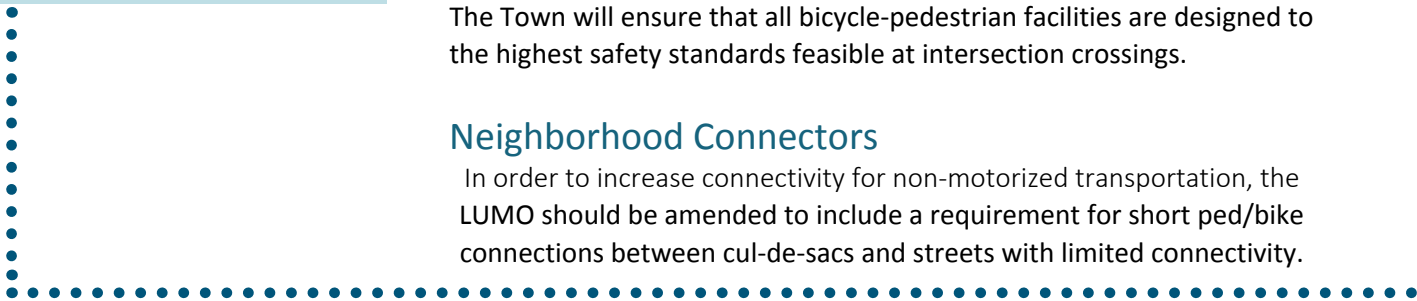 The Town will ensure that all bicycle-pedestrian facilities are designed to
the highest safety standards feasible at intersection crossings.
Neighborhood Connectors
In order to increase connectivity for non-motorized transportation, the
LUMO should be amended to include a requirement for short ped/bike
connections between cul-de-sacs and streets with limited connectivity.